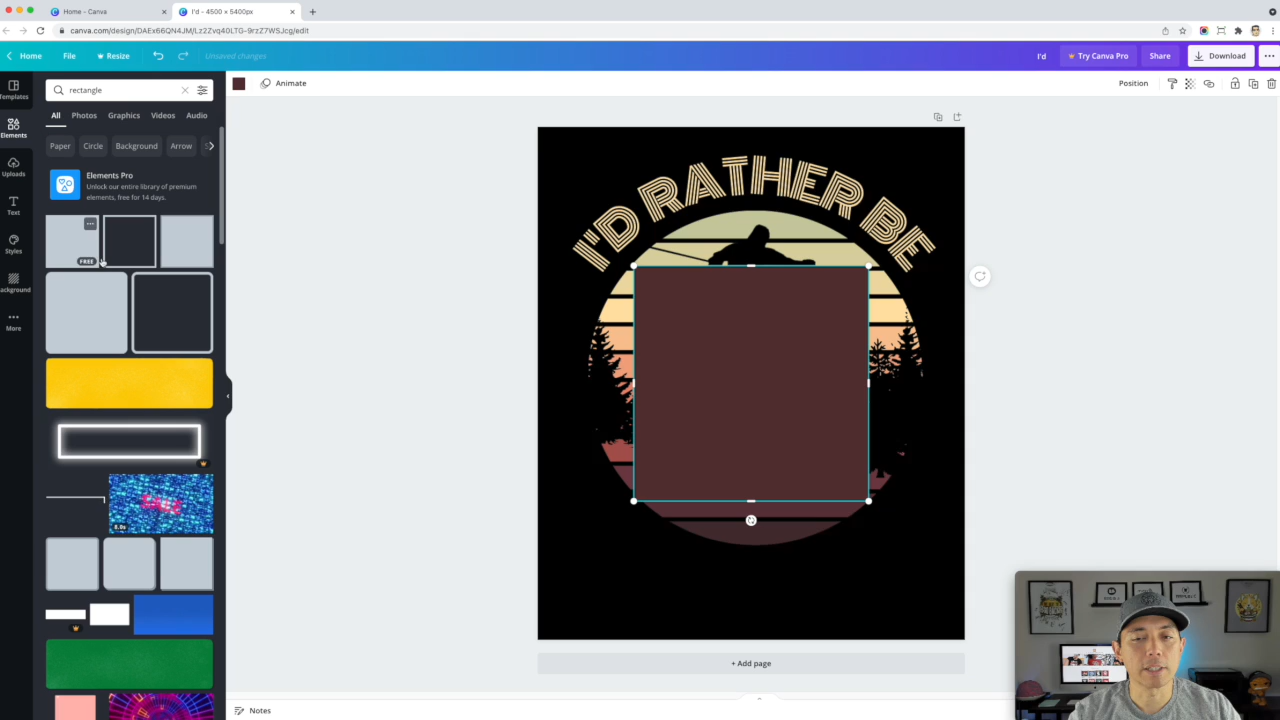 Home - Canva
I'd - 4500 × 5400px
canva.com/design/DAEx66QN4JM/Lz2Zvq40LTG-9rzZ7WSJcg/edit
Home
File
Resize
Unsaved changes
I'd
Try Canva Pro
Share
Download
Templates
rectangle
Animate
Position
Elements
All
Photos
Graphics
Videos
Audio
Paper
Circle
Background
Arrow
Uploads
Elements Pro
Unlock our entire library of premium
elements, free for 14 days.
Text
Styles
FREE
ackground
More
I'D RATHER BE
8.0s
+ Add page
Notes